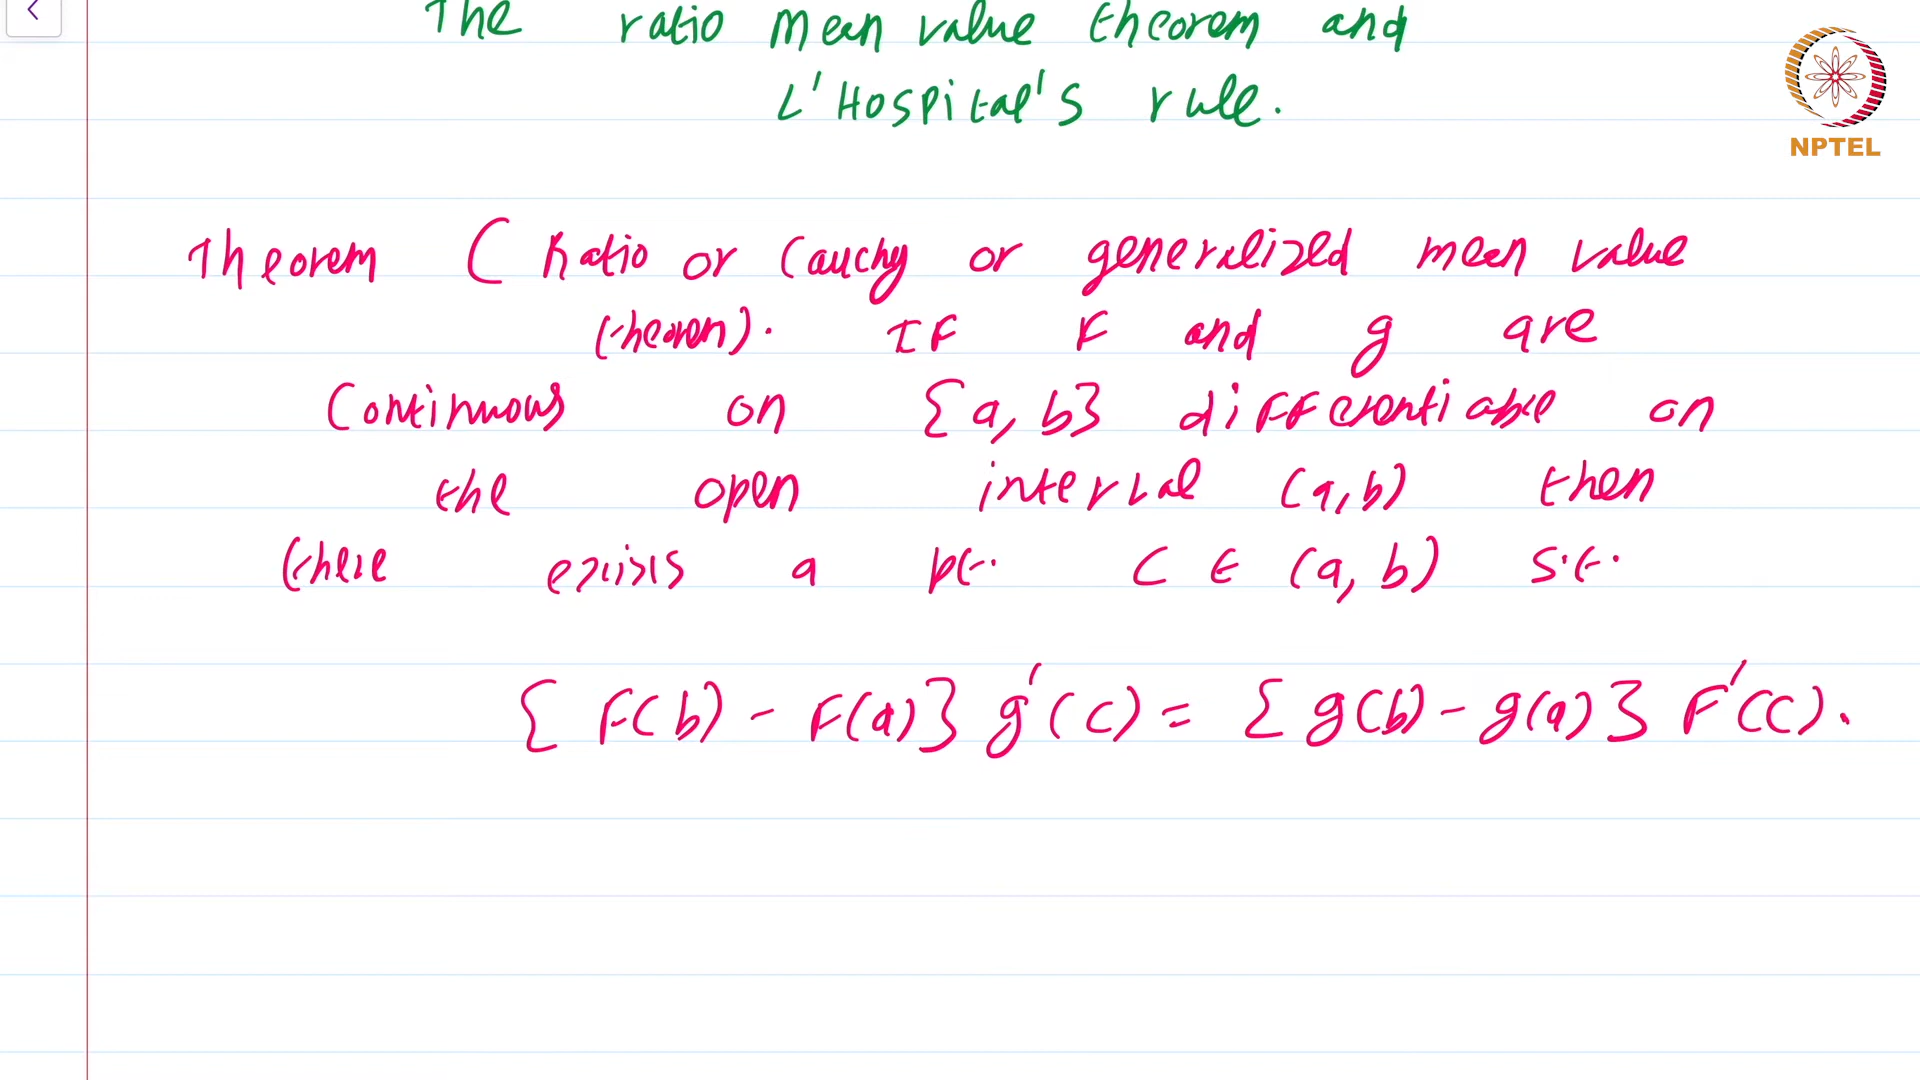 The ratio mean value theorem and
L'Hospital's rule.
NPTEL
Theorem ( Ratio or Cauchy or generalized mean value
theorem). IF F and g are
Continuous on {a, b} differentiable on
the open interval (a, b) then
there exists a pt. C ∈ (a, b) s.t.
{ F(b) - F(a)} g'(c) = { g(b) - g(a) } F'(c).